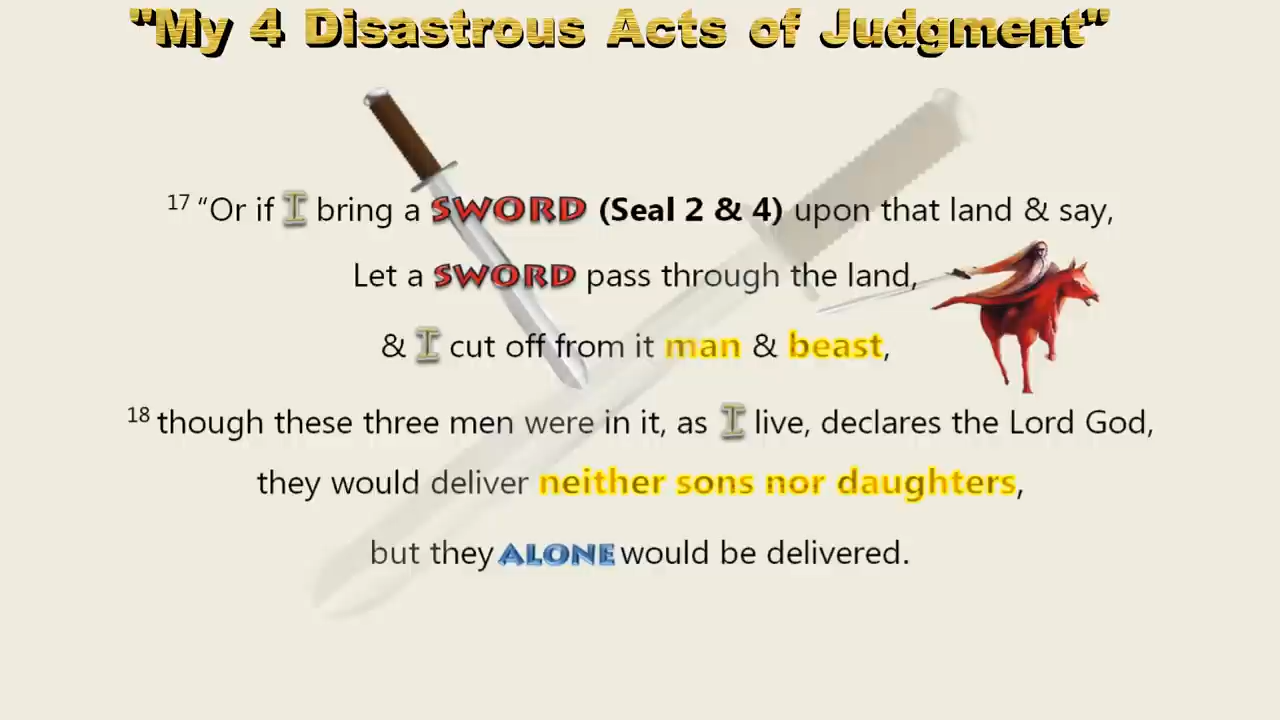 "My 4 Disastrous Acts of Judgment"
17 “Or if I bring a SWORD (Seal 2 & 4) upon that land & say,
Let a SWORD pass through the land,
& I cut off from it man & beast,
18 though these three men were in it, as I live, declares the Lord God,
they would deliver neither sons nor daughters,
but they ALONE would be delivered.